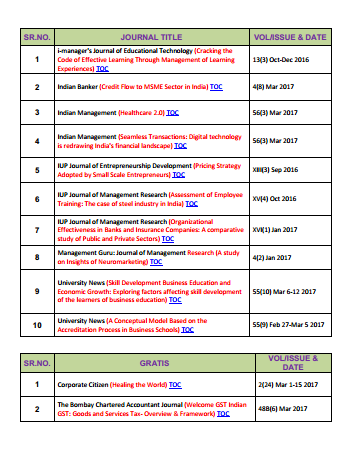 SR.NO. JOURNAL TITLE VOL/ISSUE & DATE
1 i-manager's Journal of Educational Technology (Cracking the
Code of Effective Learning Through Management of Learning
Experiences) TOC 13(3) Oct-Dec 2016
2 Indian Banker (Credit Flow to MSME Sector in India) TOC 4(8) Mar 2017
3 Indian Management (Healthcare 2.0) TOC 56(3) Mar 2017
4 Indian Management (Seamless Transactions; Digital technology
is redrawing India's financial landscape) TOC 56(3) Mar 2017
5 IUP Journal of Entrepreneurship Development (Pricing Strategy
Adopted by Small Scale Entrepreneurs) TOC XIII(3) Sep 2016
6 IUP Journal of Management Research (Assessment of Employee
Training: The case of steel industry in India) TOC XV(4) Oct 2016
7 IUP Journal of Management Research (Organizational
Effectiveness in Banks and Insurance Companies: A comparative
study of Public and Private Sectors) TOC XVI(1) Jan 2017
8 Management Guru: Journal of Management Research (A study
on Insights of Neuromarketing) TOC 4(2) Jan 2017
9 University News (Skill Development Business Education and
Economic Growth: Exploring factors affecting skill development
of the learners of business education) TOC 55(10) Mar 6-12 2017
10 University News (A Conceptual Model Based on the
Accreditation Process in Business Schools) TOC 55(9) Feb 27-Mar 5 2017
SR.NO. GRATIS VOL/ISSUE &
DATE
1 Corporate Citizen (Healing the World) TOC 2(24) Mar 1-15 2017
2 The Bombay Chartered Accountant Journal (Welcome GST Indian
GST: Goods and Services Tax- Overview & Framework) TOC 48B(6) Mar 2017